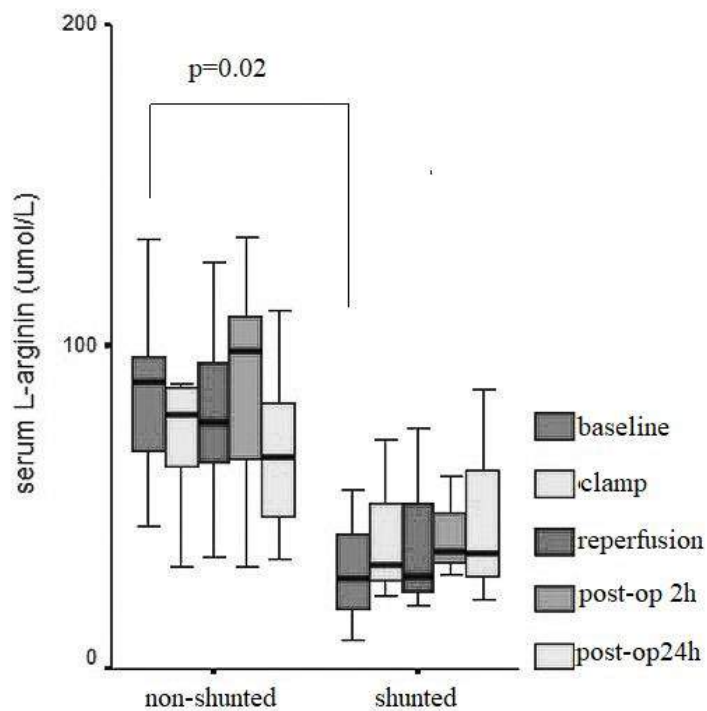 200
p=0.02
serum L-arginin (umol/L)
100
0
non-shunted
shunted
baseline
clamp
reperfusion
post-op 2h
post-op24h